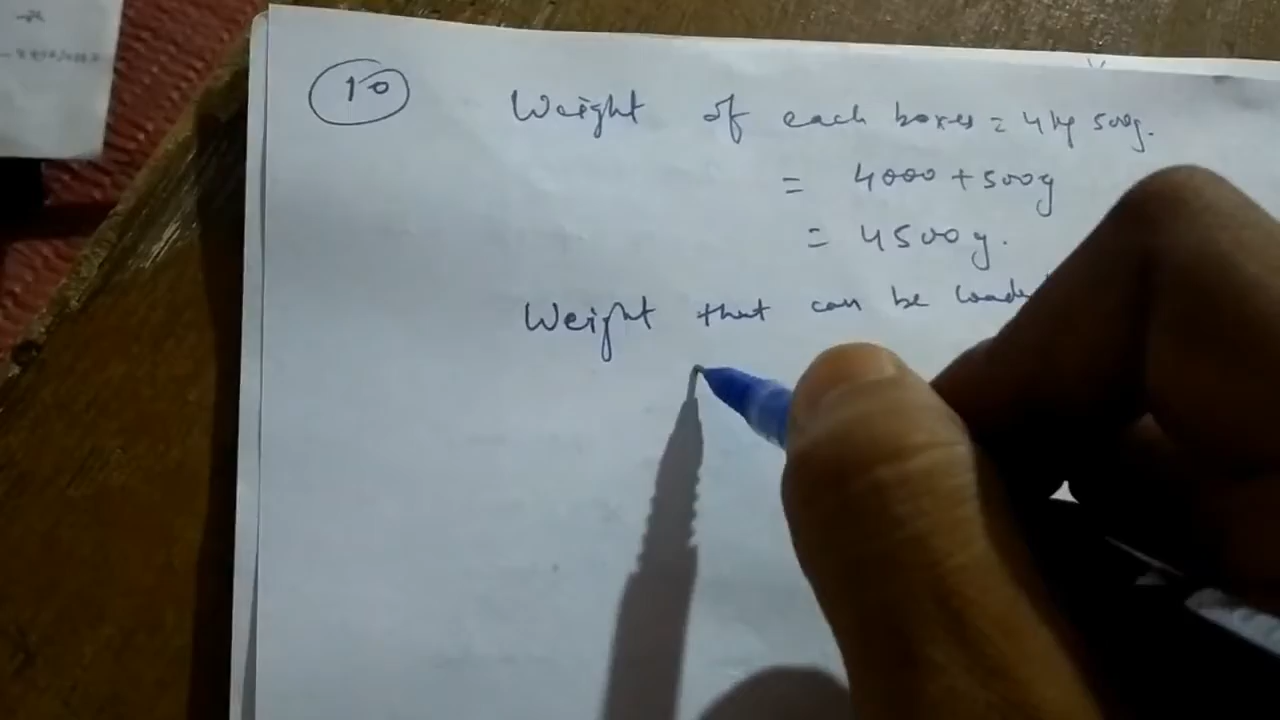 10
Weight of each boxes = 4kg 500g.
= 4000 + 500g
= 4500g.
Weight that can be